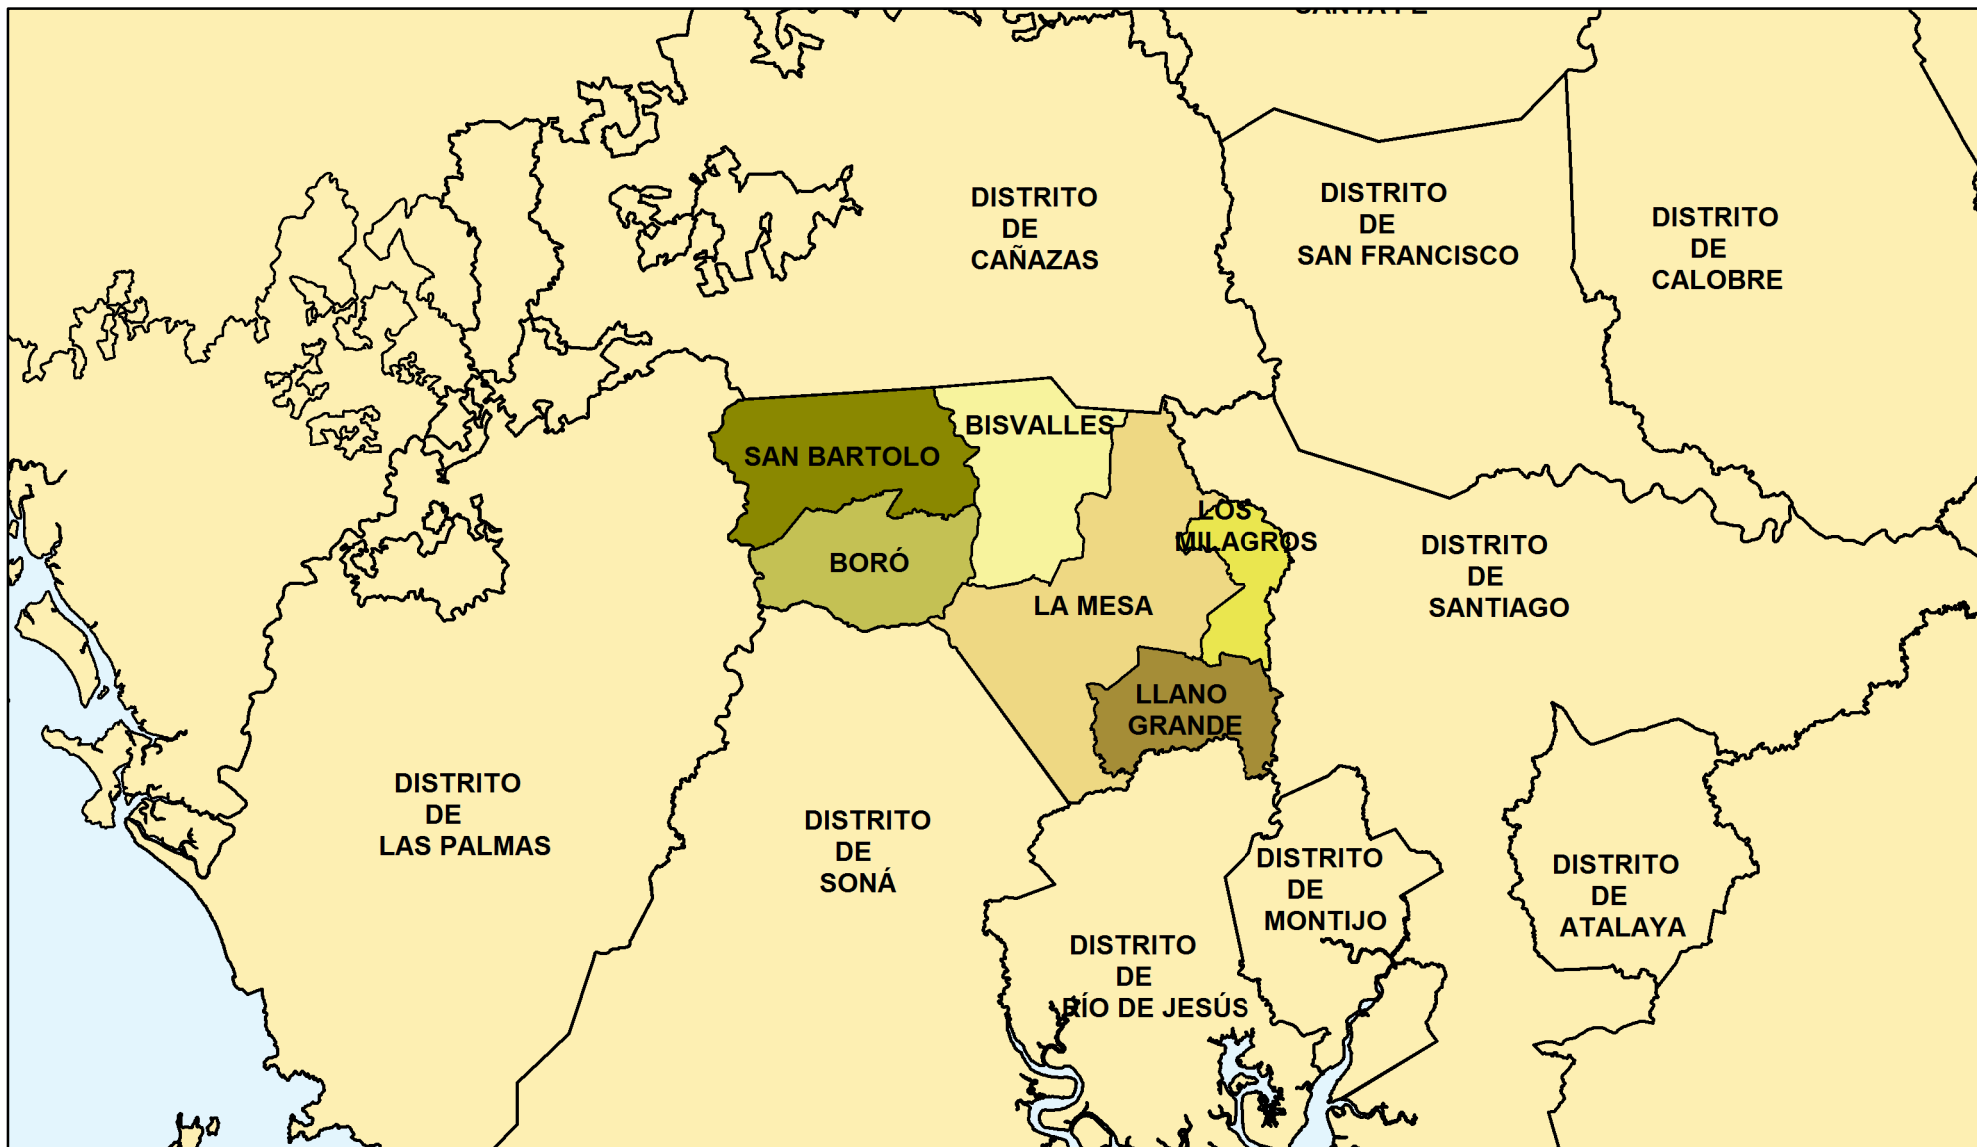 DISTRITO
DE
CAÑAZAS
DISTRITO
DE
SAN FRANCISCO
DISTRITO
DE
CALOBRE
SAN BARTOLO
BISVALLES
BORÓ
LOS
MILAGROS
LA MESA
LLANO
GRANDE
DISTRITO
DE
SANTIAGO
DISTRITO
DE
LAS PALMAS
DISTRITO
DE
SONÁ
DISTRITO
DE
MONTIJO
DISTRITO
DE
ATALAYA
DISTRITO
DE
RÍO DE JESÚS